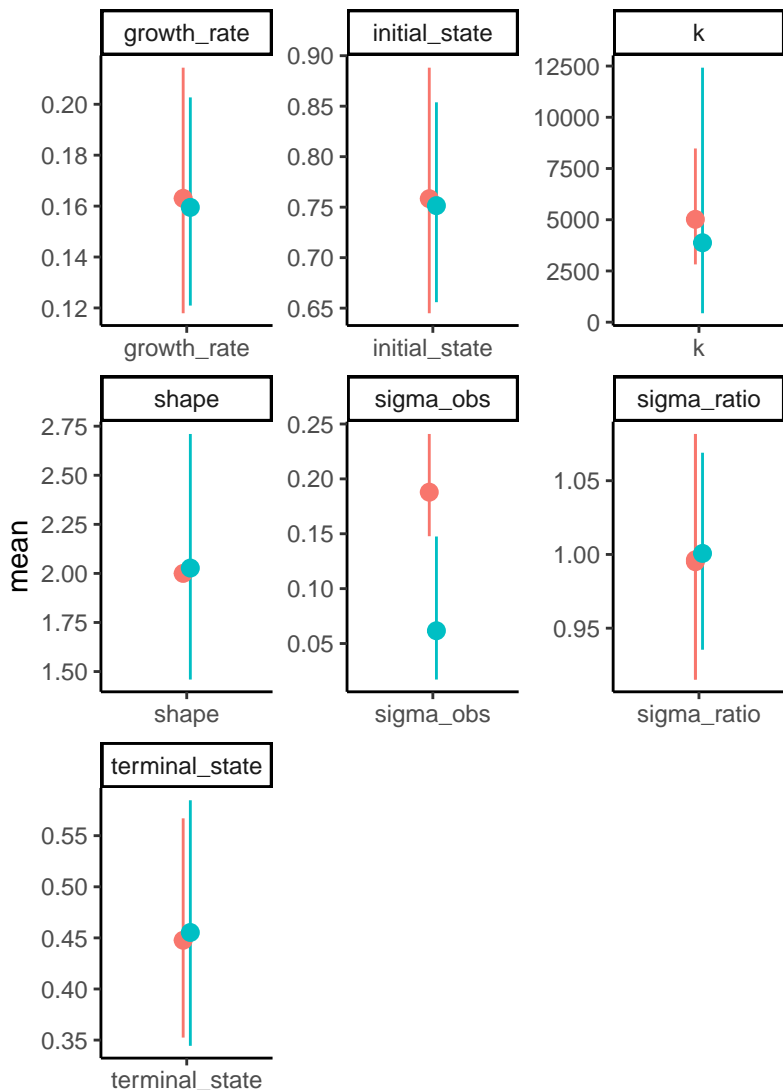 growth_rate
initial_state
k
0.20
0.18
0.16
0.14
0.12
0.90
0.85
0.80
0.75
0.70
0.65
12500
10000
7500
5000
2500
0
growth_rate
initial_state
k
shape
sigma_obs
sigma_ratio
mean
2.75
2.50
2.25
2.00
1.75
1.50
0.25
0.20
0.15
0.10
0.05
1.05
1.00
0.95
shape
sigma_obs
sigma_ratio
terminal_state
0.55
0.50
0.45
0.40
0.35
terminal_state